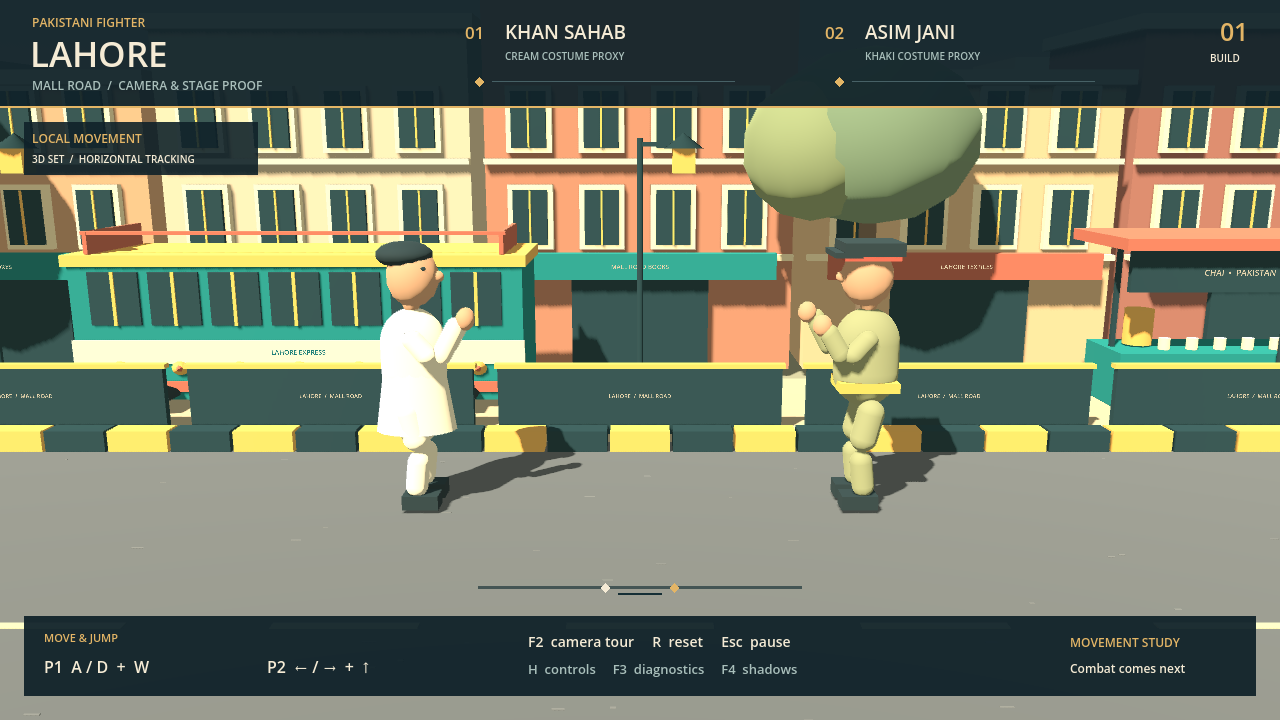 PAKISTANI FIGHTER
LAHORE
MALL ROAD / CAMERA & STAGE PROOF
01 KHAN SAHAB
CREAM COSTUME PROXY
02 ASIM JANI
KHAKI COSTUME PROXY
01
BUILD
LOCAL MOVEMENT
3D SET / HORIZONTAL TRACKING
LAHORE TEXTILES
CHAI • PAKISTAN
LAHORE EXPRESS
LAHORE / MALL ROAD
LAHORE / MALL ROAD
LAHORE / MALL ROAD
MOVE & JUMP
P1 A / D + W
P2 ← / → + ↑
F2 camera tour R reset Esc pause
H controls F3 diagnostics F4 shadows
MOVEMENT STUDY
Combat comes next